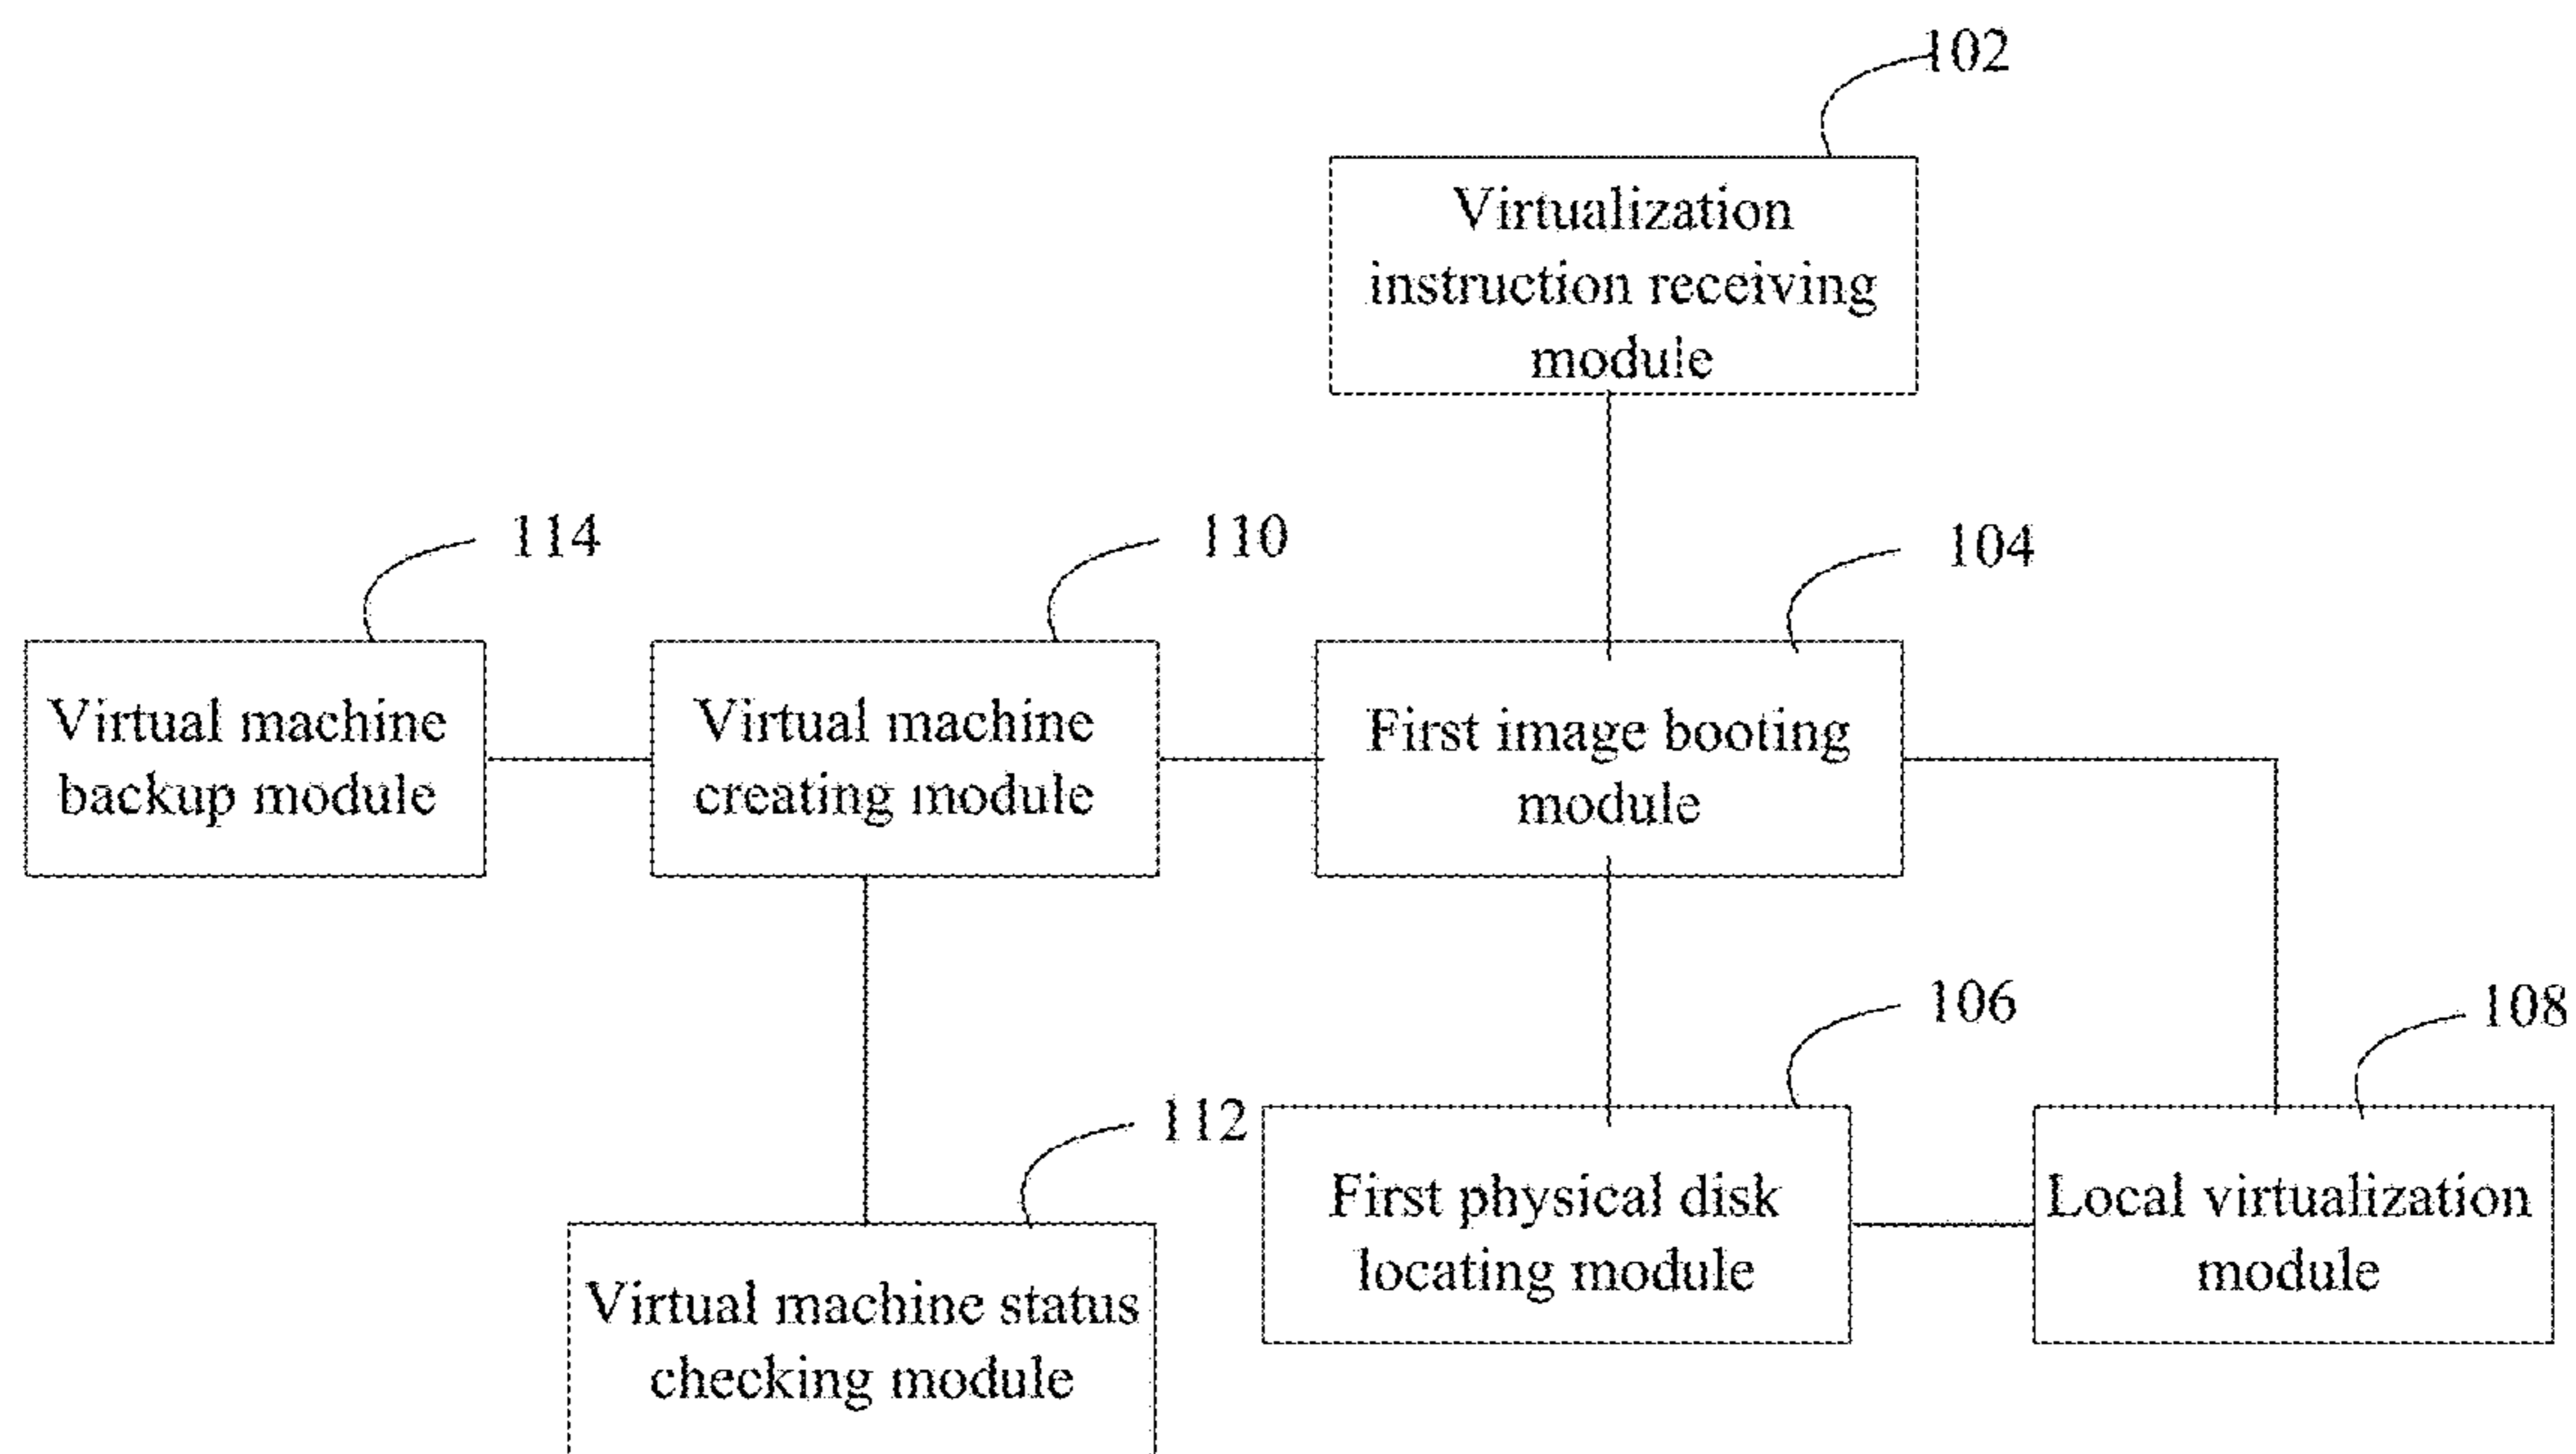 102
Virtualization
instruction receiving
module
114
110
104
Virtual machine
backup module
Virtual machine
creating module
First image booting
module
106
108
112
First physical disk
locating module
Local virtualization
module
Virtual machine status
checking module